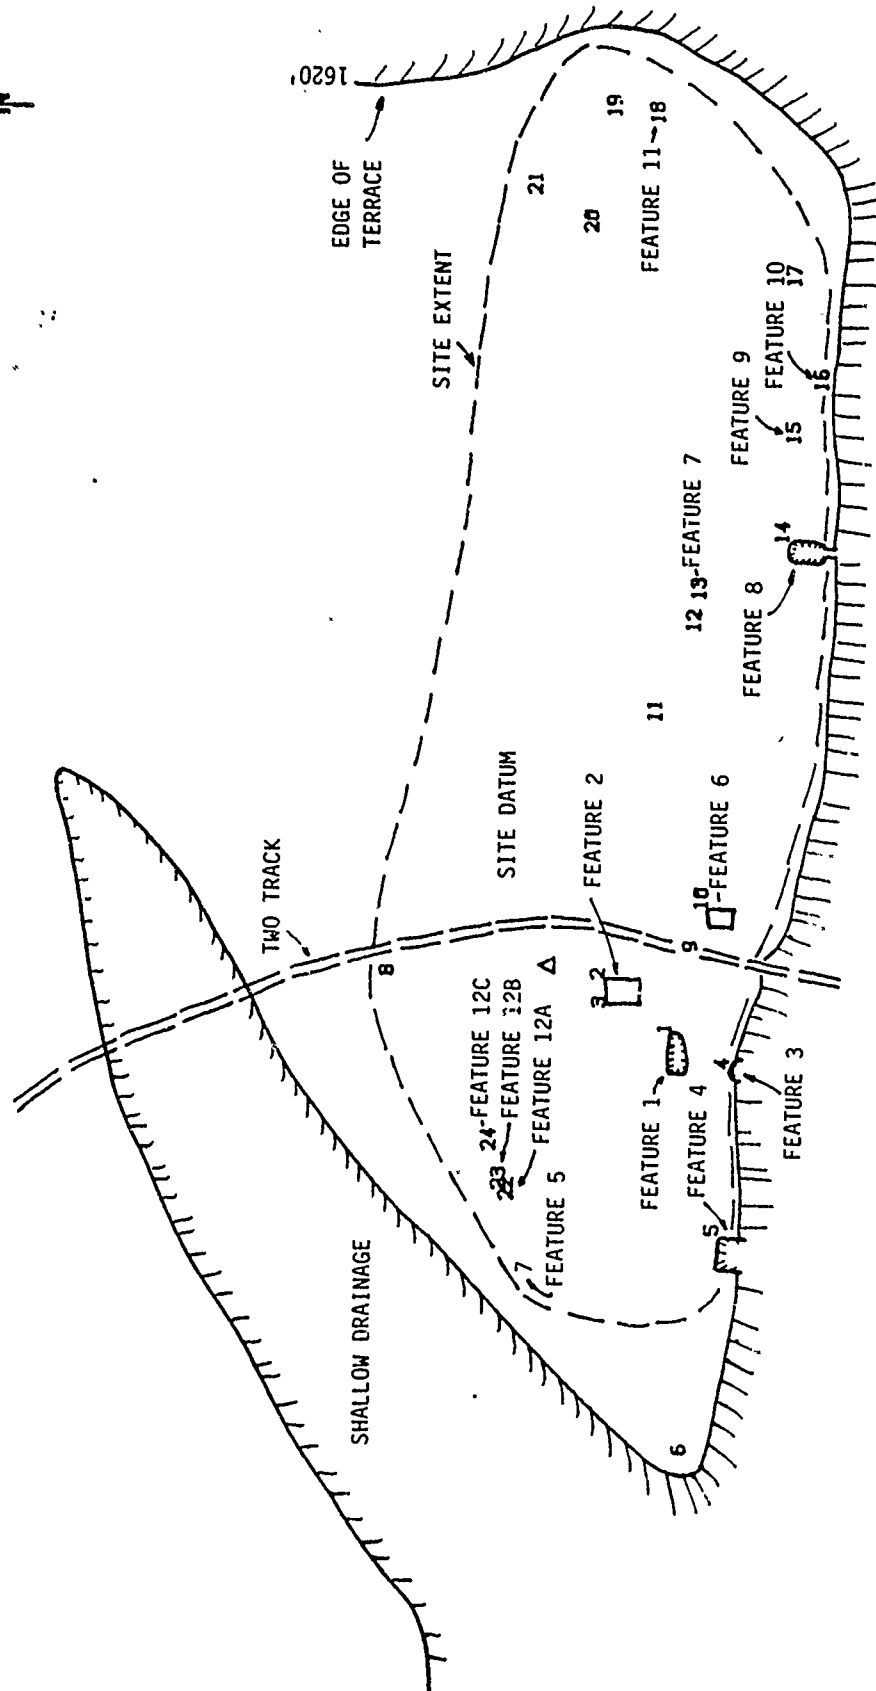 1620'
EDGE OF
TERRACE
SITE EXTENT
21
19
20
FEATURE 11-18
FEATURE 10
17
16
FEATURE 9
15
FEATURE 8
14
12 13-FEATURE 7
11
TWO TRACK
8
SITE DATUM
FEATURE 2
3 2
9
10
-FEATURE 6
24-FEATURE 12C
23
FEATURE 12B
22
FEATURE 12A
7
FEATURE 5
FEATURE 1
1
FEATURE 4
5
4
FEATURE 3
6
SHALLOW DRAINAGE